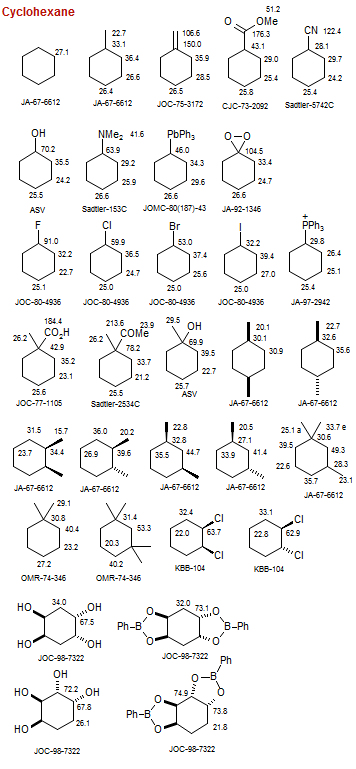 Cyclohexane
27.1
JA-67-6612
22.7
33.1
36.4
26.6
26.4
JA-67-6612
106.6
150.0
35.9
28.5
26.5
JOC-75-3172
51.2
OMe
O
176.3
43.1
29.0
25.4
25.8
CJC-73-2092
CN 122.4
28.1
29.7
24.2
25.4
Sadtler-5742C
OH
70.2
35.5
24.2
25.5
ASV
NMe2 41.6
63.9
29.2
25.9
26.6
Sadtler-153C
PbPh3
46.0
34.3
29.6
26.6
JOMC-80(187)-43
O-O
104.5
33.4
24.7
26.6
JA-92-1346
F
91.0
32.2
22.7
25.1
JOC-80-4936
Cl
59.9
36.5
24.7
25.0
JOC-80-4936
Br
53.0
37.4
25.6
25.0
JOC-80-4936
I
32.2
39.4
27.0
25.0
JOC-80-4936
+
PPh3
29.8
26.4
25.1
25.4
JA-97-2942
184.4
CO2H
26.2
42.9
35.2
23.1
25.6
JOC-77-1105
213.6 23.9
COMe
26.2
78.2
33.7
21.2
25.5
Sadtler-2534C
29.5
OH
69.9
39.5
22.7
25.7
ASV
20.1
30.1
30.9
JA-67-6612
22.7
32.6
35.6
JA-67-6612
31.5 15.7
23.7 34.4
JA-67-6612
36.0 20.2
26.9 39.6
JA-67-6612
22.8
32.8
35.5 44.7
JA-67-6612
20.5
27.1
33.9 41.4
JA-67-6612
25.1 a 33.7 e
30.6
39.5
49.3
28.3
22.6
23.1
35.7
JA-67-6612
29.1
30.8
40.4
23.2
27.2
OMR-74-346
31.4
53.3
20.3
40.2
OMR-74-346
32.4
Cl
22.0 63.7
Cl
KBB-104
33.1
Cl
22.8 62.9
Cl
KBB-104
34.0
HO OH
67.5
HO OH
JOC-98-7322
32.0 73.1
O O
Ph-B B-Ph
O O
JOC-98-7322
OH
72.2
HO OH
67.8
HO 26.1
JOC-98-7322
Ph
O-B
74.9 O
O
Ph-B 73.8
O 21.8
JOC-98-7322